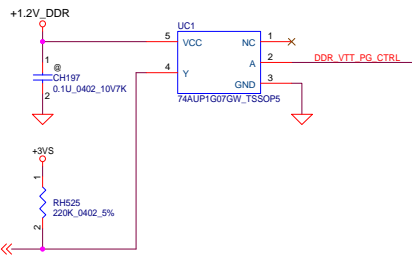 +1.2V_DDR
UC1
5 VCC NC 1
1
@
CH197
0.1U_0402_10V7K
2
4 Y A 2 DDR_VTT_PG_CTRL
GND 3
74AUP1G07GW_TSSOP5
+3VS
1
RH525
220K_0402_5%
2